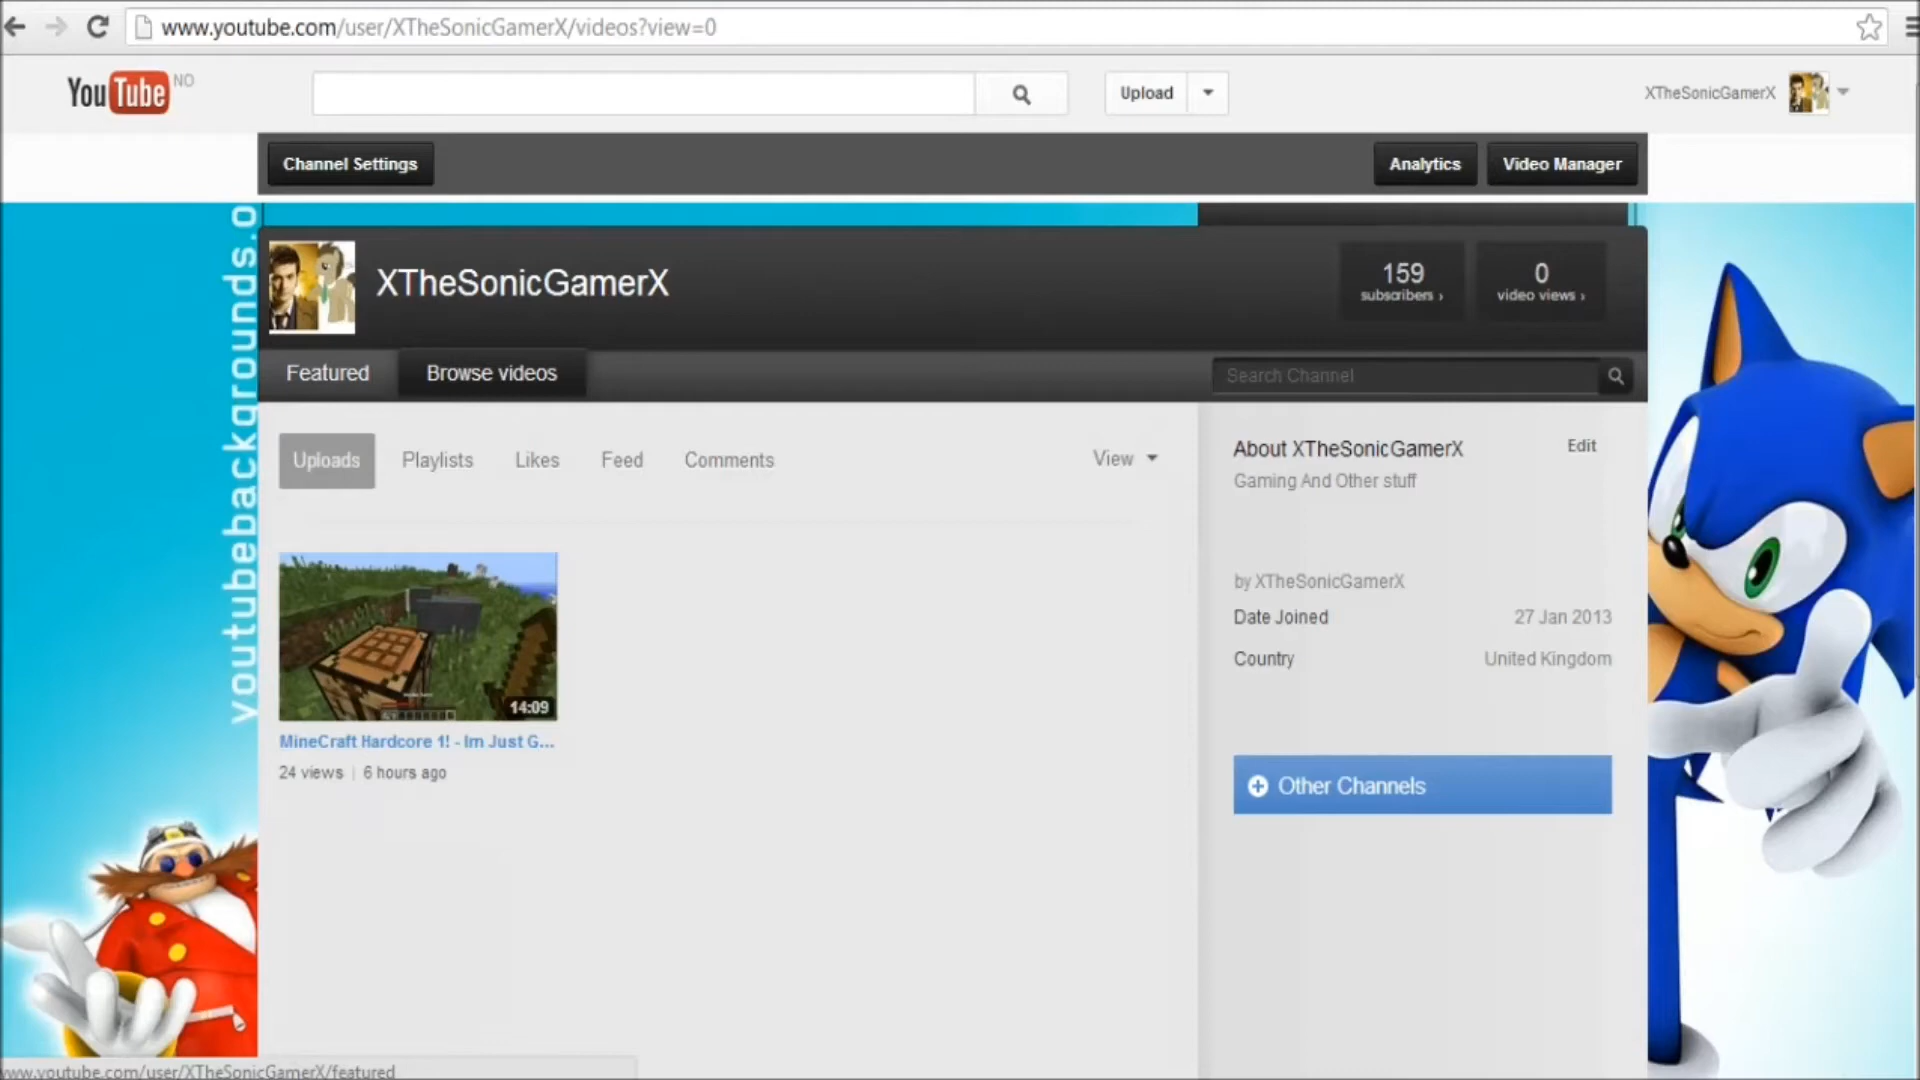 www.youtube.com/user/XTheSonicGamerX/videos?view=0
YouTube NO
Upload
XTheSonicGamerX
Channel Settings
Analytics
Video Manager
youtubebackgrounds.o
XTheSonicGamerX
159
subscribers ›
0
video views ›
Featured
Browse videos
Search Channel
Uploads
Playlists
Likes
Feed
Comments
View
14:09
MineCraft Hardcore 1! - Im Just G...
24 views | 6 hours ago
About XTheSonicGamerX
Edit
Gaming And Other stuff
by XTheSonicGamerX
Date Joined 27 Jan 2013
Country United Kingdom
Other Channels
www.youtube.com/user/XTheSonicGamerX/featured